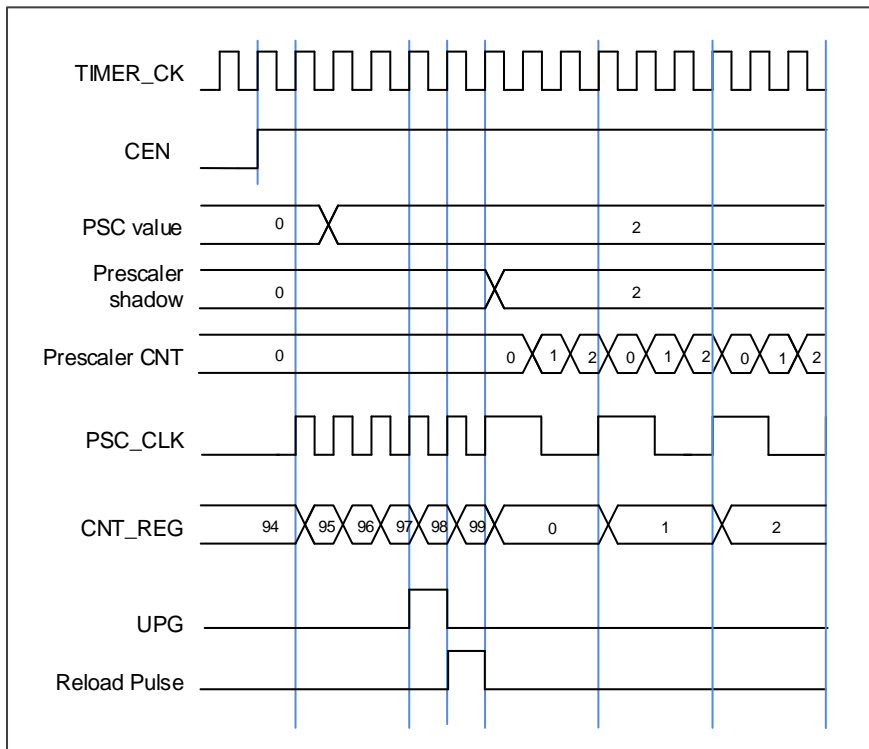 TIMER_CK
CEN
PSC value 0 2
Prescaler shadow 0 2
Prescaler CNT 0 0 1 2 0 1 2 0 1 2
PSC_CLK
CNT_REG 94 95 96 97 98 99 0 1 2
UPG
Reload Pulse